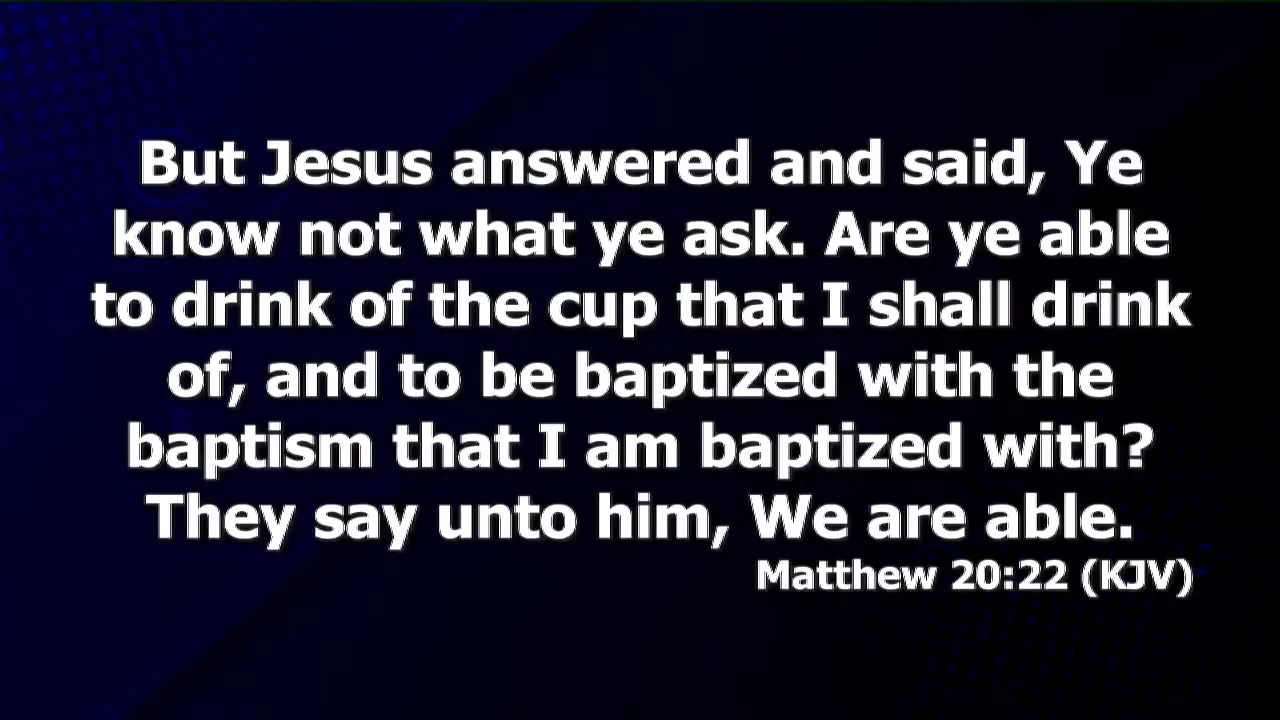 But Jesus answered and said, Ye
know not what ye ask. Are ye able
to drink of the cup that I shall drink
of, and to be baptized with the
baptism that I am baptized with?
They say unto him, We are able.
Matthew 20:22 (KJV)